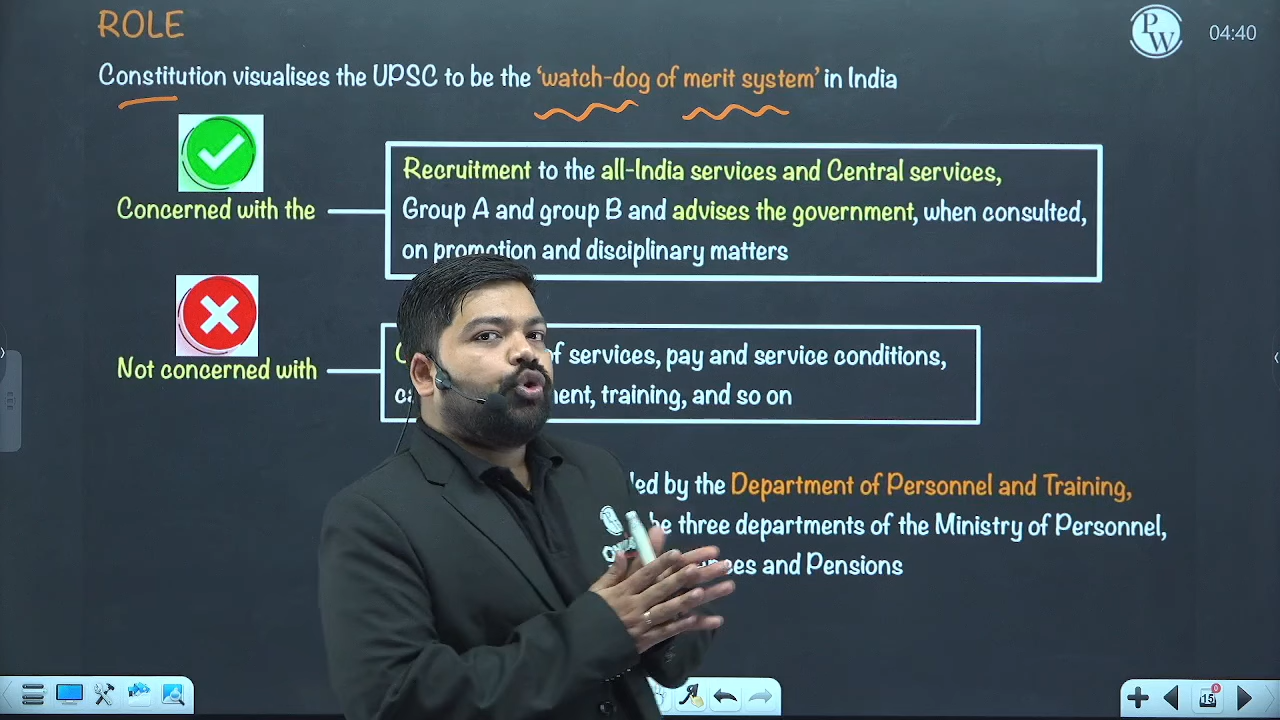 ROLE
PW
04:40
Constitution visualises the UPSC to be the ‘watch-dog of merit system’ in India
Recruitment to the all-India services and Central services,
Concerned with the
Group A and group B and advises the government, when consulted,
on promotion and disciplinary matters
of services, pay and service conditions,
Not concerned with
training, and so on
by the Department of Personnel and Training,
three departments of the Ministry of Personnel,
and Pensions
15